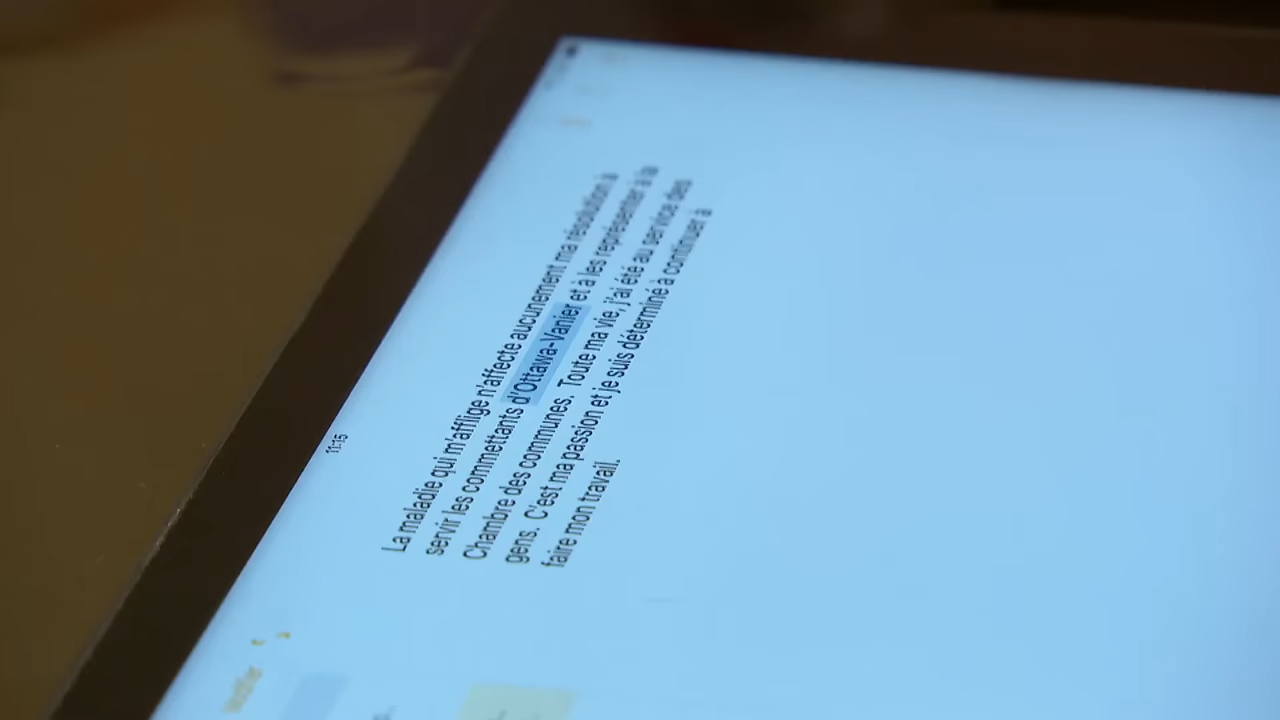 11:15
La maladie qui m'afflige n'affecte aucunement ma résolution à
servir les commettants d'Ottawa-Vanier et à les représenter à la
Chambre des communes. Toute ma vie, j'ai été au service des
gens. C'est ma passion et je suis déterminé à continuer à
faire mon travail.